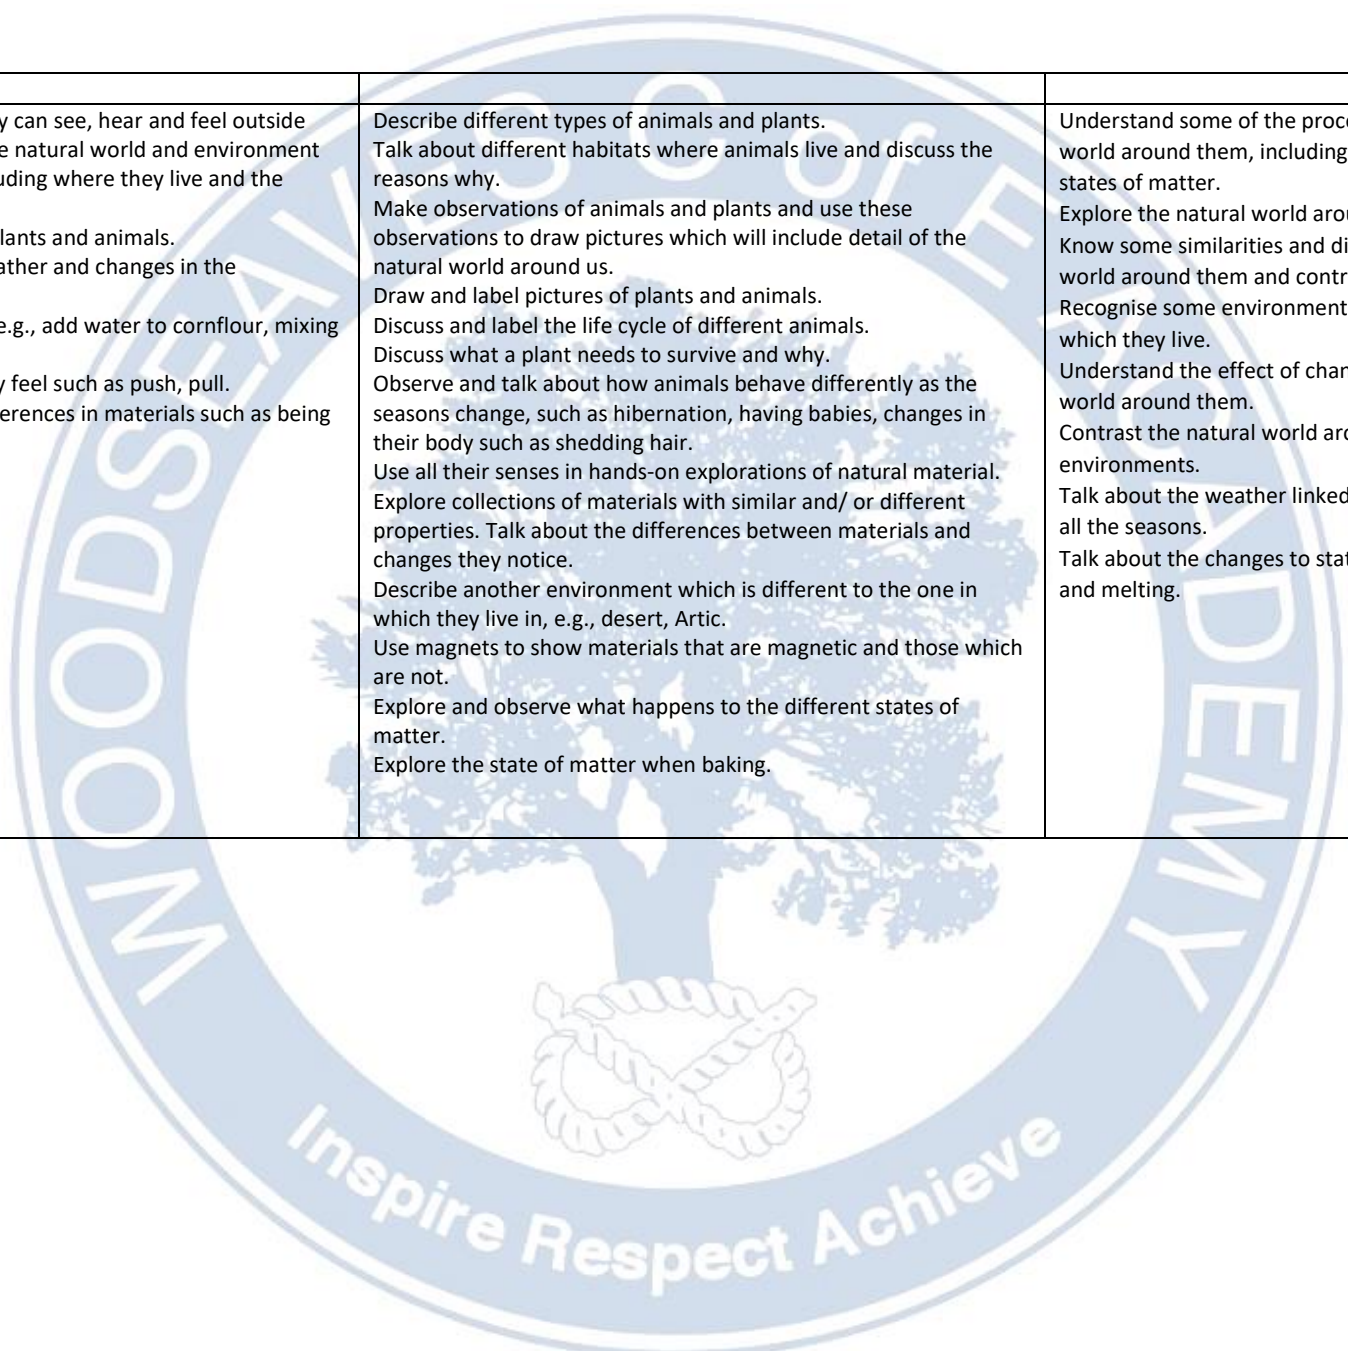 y can see, hear and feel outside
e natural world and environment
uding where they live and the
lants and animals.
ather and changes in the
e.g., add water to cornflour, mixing
y feel such as push, pull.
erences in materials such as being
Describe different types of animals and plants.
Talk about different habitats where animals live and discuss the
reasons why.
Make observations of animals and plants and use these
observations to draw pictures which will include detail of the
natural world around us.
Draw and label pictures of plants and animals.
Discuss and label the life cycle of different animals.
Discuss what a plant needs to survive and why.
Observe and talk about how animals behave differently as the
seasons change, such as hibernation, having babies, changes in
their body such as shedding hair.
Use all their senses in hands-on explorations of natural material.
Explore collections of materials with similar and/ or different
properties. Talk about the differences between materials and
changes they notice.
Describe another environment which is different to the one in
which they live in, e.g., desert, Artic.
Use magnets to show materials that are magnetic and those which
are not.
Explore and observe what happens to the different states of
matter.
Explore the state of matter when baking.
Understand some of the proce
world around them, including
states of matter.
Explore the natural world arou
Know some similarities and di
world around them and contr
Recognise some environment
which they live.
Understand the effect of chan
world around them.
Contrast the natural world aro
environments.
Talk about the weather linked
all the seasons.
Talk about the changes to stat
and melting.
WOODSEAVES C of E ACADEMY
Inspire Respect Achieve